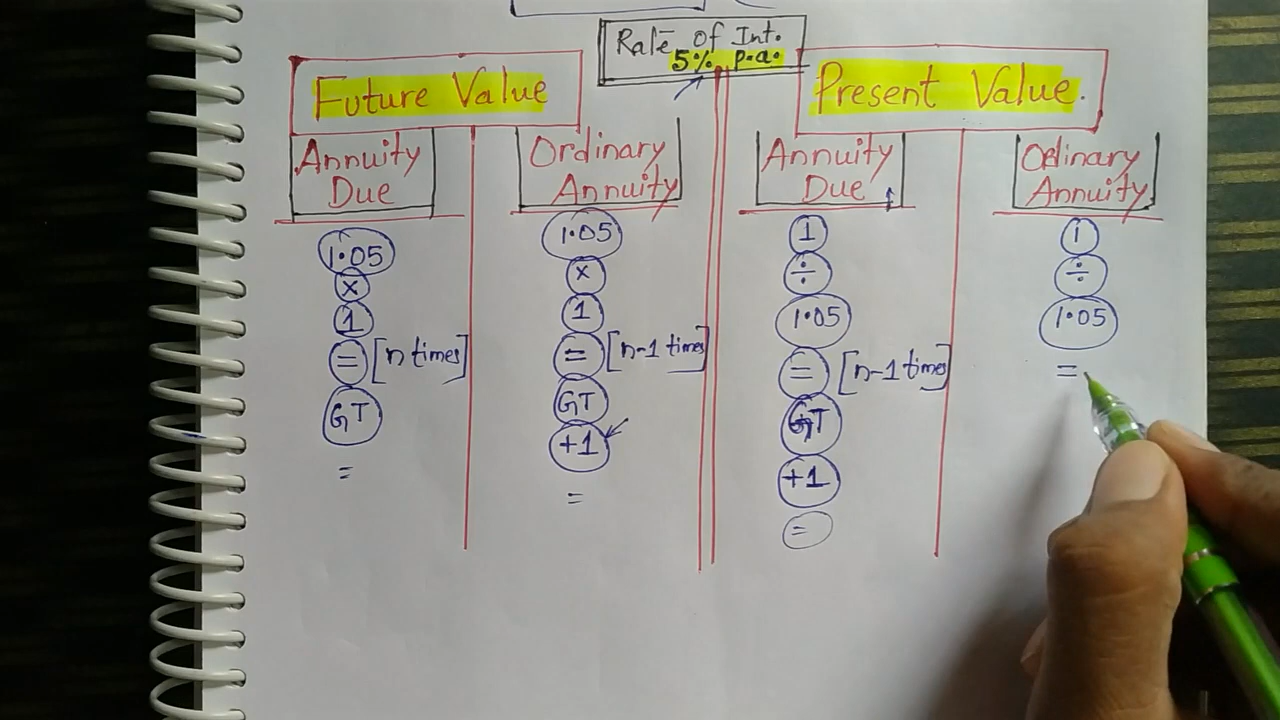 Rate of Int.
5% p.a.
Future Value
Present Value.
Annuity
Due
Ordinary
Annuity
Annuity
Due
Ordinary
Annuity
1.05
×
1
= [n times]
GT
=
1.05
×
1
= [n-1 times]
GT
+1
=
1
÷
1.05
= [n-1 times]
GT
+1
=
1
÷
1.05
=